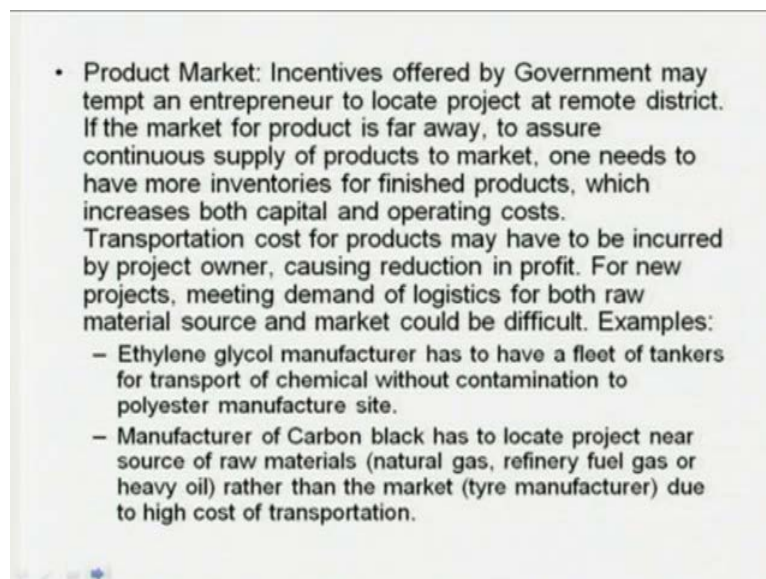 • Product Market: Incentives offered by Government may
tempt an entrepreneur to locate project at remote district.
If the market for product is far away, to assure
continuous supply of products to market, one needs to
have more inventories for finished products, which
increases both capital and operating costs.
Transportation cost for products may have to be incurred
by project owner, causing reduction in profit. For new
projects, meeting demand of logistics for both raw
material source and market could be difficult. Examples:
– Ethylene glycol manufacturer has to have a fleet of tankers
for transport of chemical without contamination to
polyester manufacture site.
– Manufacturer of Carbon black has to locate project near
source of raw materials (natural gas, refinery fuel gas or
heavy oil) rather than the market (tyre manufacturer) due
to high cost of transportation.